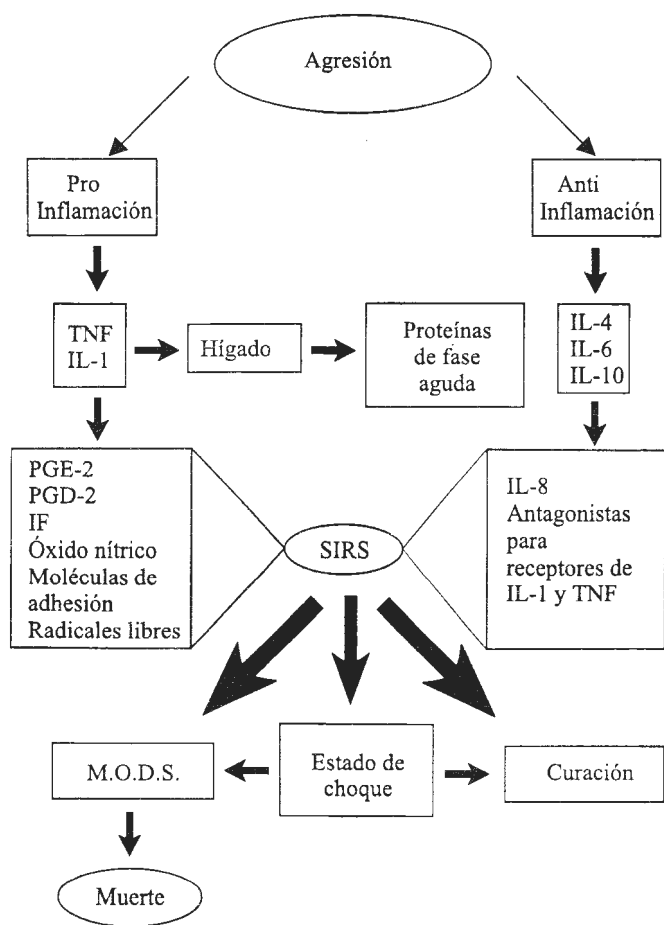 Agresión
Pro
Inflamación
Anti
Inflamación
TNF
IL-1
Hígado
Proteínas
de fase
aguda
IL-4
IL-6
IL-10
PGE-2
PGD-2
IF
Óxido nítrico
Moléculas de
adhesión
Radicales libres
SIRS
IL-8
Antagonistas
para
receptores de
IL-1 y TNF
M.O.D.S.
Estado de
choque
Curación
Muerte